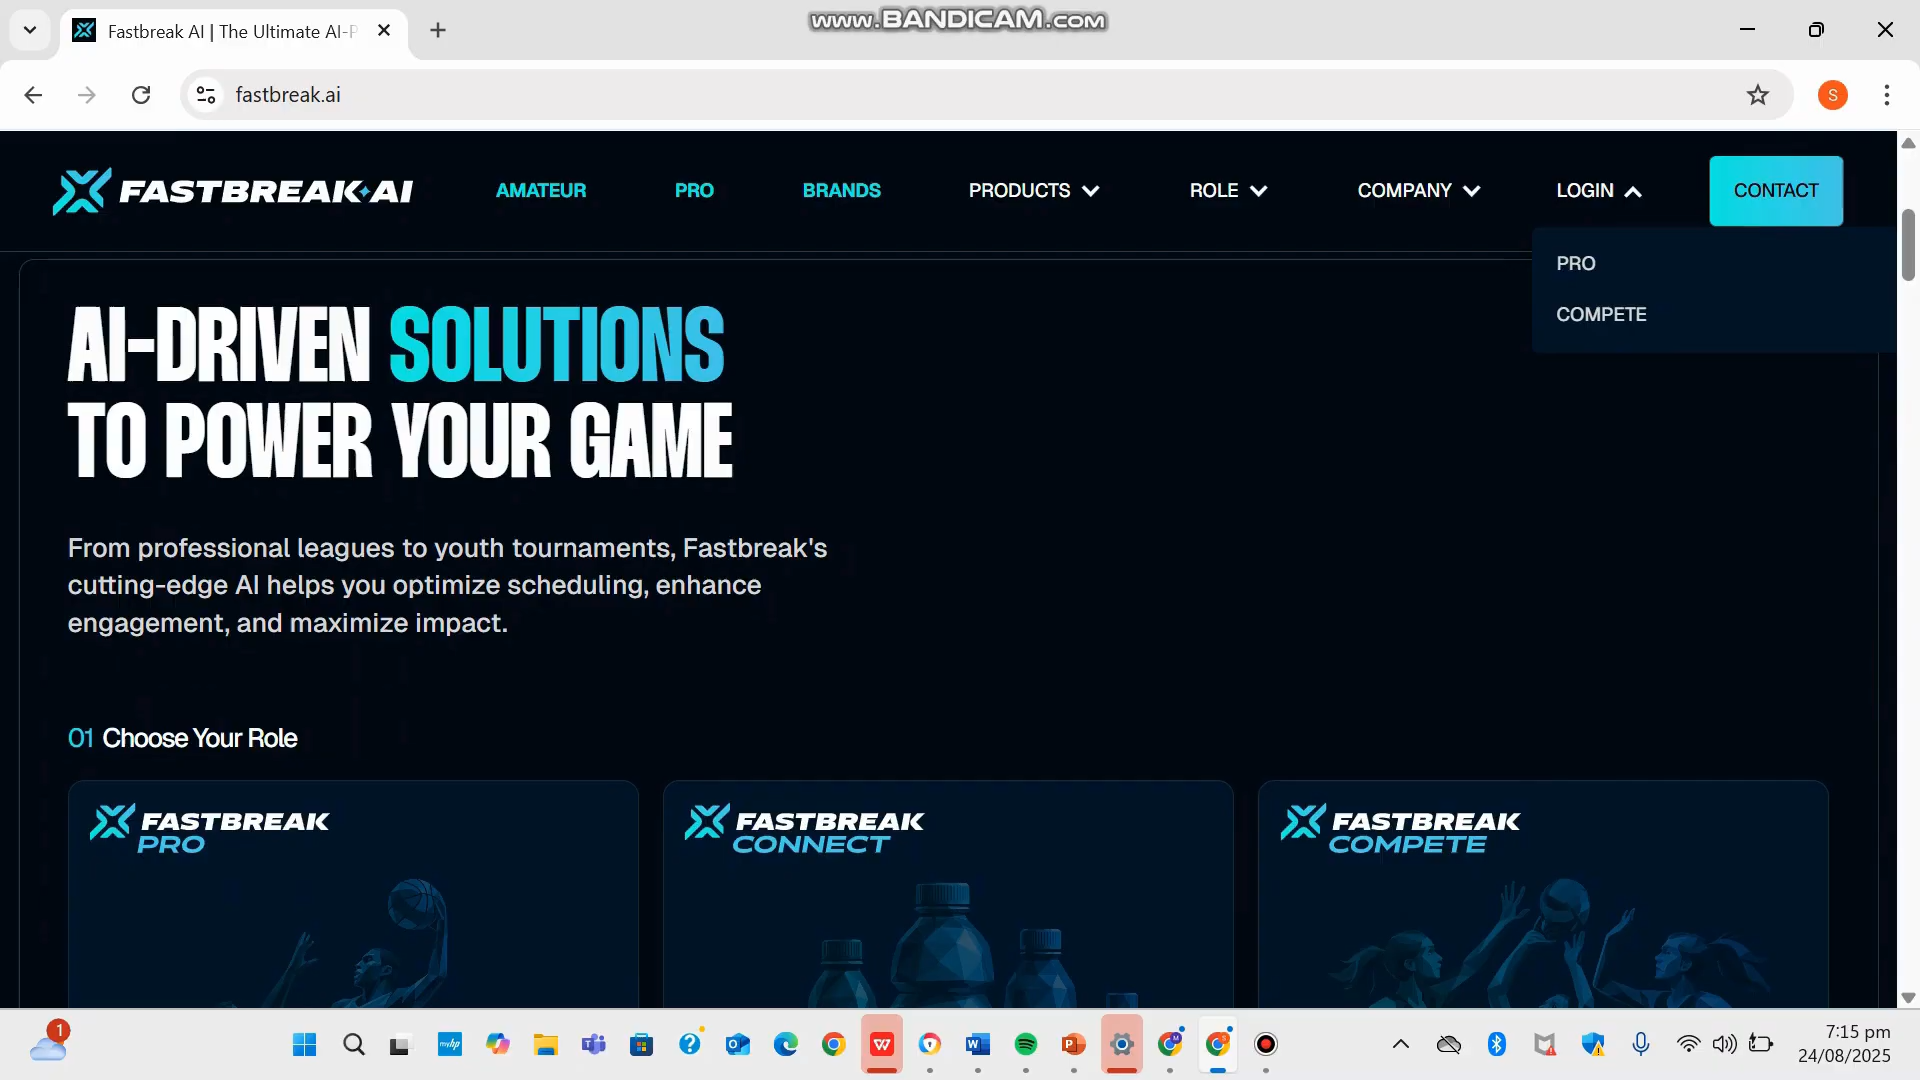 Fastbreak AI | The Ultimate AI-P
www.BANDICAM.com
fastbreak.ai
S
FASTBREAK AI
AMATEUR
PRO
BRANDS
PRODUCTS
ROLE
COMPANY
LOGIN
CONTACT
PRO
COMPETE
AI-DRIVEN SOLUTIONS
TO POWER YOUR GAME
From professional leagues to youth tournaments, Fastbreak's
cutting-edge AI helps you optimize scheduling, enhance
engagement, and maximize impact.
01 Choose Your Role
FASTBREAK
PRO
FASTBREAK
CONNECT
FASTBREAK
COMPETE
1
7:15 pm
24/08/2025